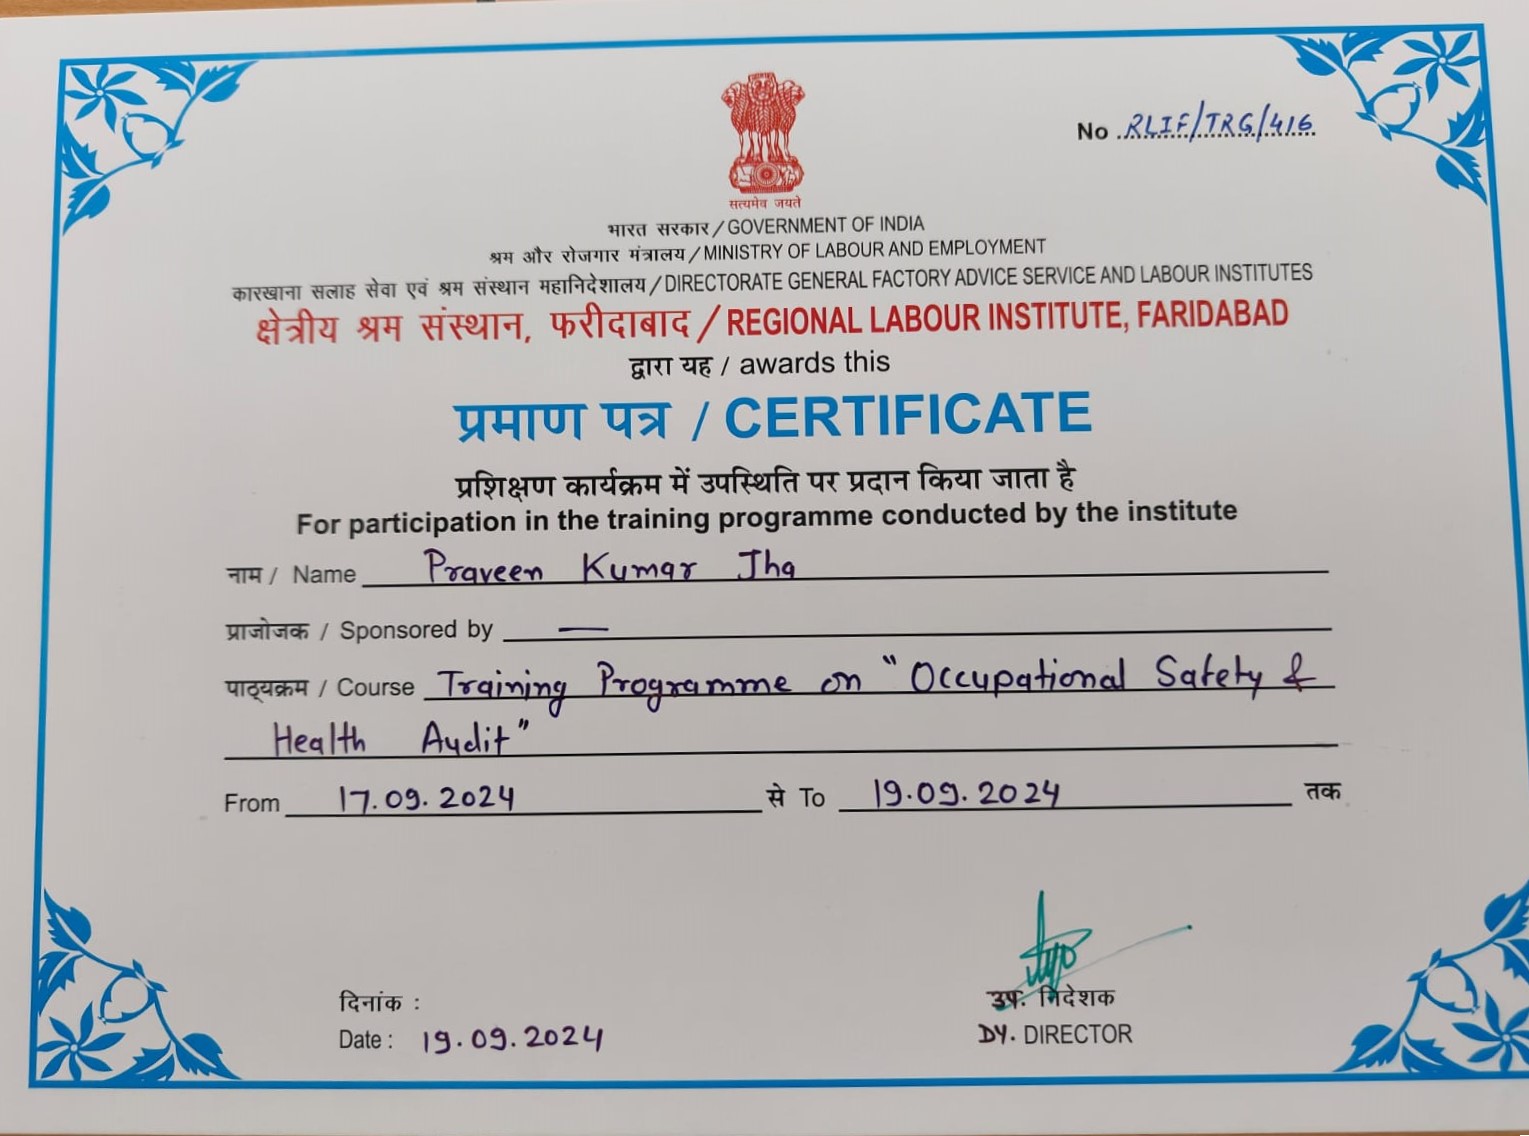 No RLIF/TRG/416
सत्यमेव जयते
भारत सरकार / GOVERNMENT OF INDIA
श्रम और रोजगार मंत्रालय / MINISTRY OF LABOUR AND EMPLOYMENT
कारखाना सलाह सेवा एवं श्रम संस्थान महानिदेशालय / DIRECTORATE GENERAL FACTORY ADVICE SERVICE AND LABOUR INSTITUTES
क्षेत्रीय श्रम संस्थान, फरीदाबाद / REGIONAL LABOUR INSTITUTE, FARIDABAD
द्वारा यह / awards this
प्रमाण पत्र / CERTIFICATE
प्रशिक्षण कार्यक्रम में उपस्थिति पर प्रदान किया जाता है
For participation in the training programme conducted by the institute
नाम / Name Praveen Kumar Jha
प्राजोजक / Sponsored by —
पाठ्यक्रम / Course Training Programme on "Occupational Safety &
Health Audit"
From 17.09.2024 से To 19.09.2024 तक
दिनांक :
Date : 19.09.2024
उप. निदेशक
DY. DIRECTOR